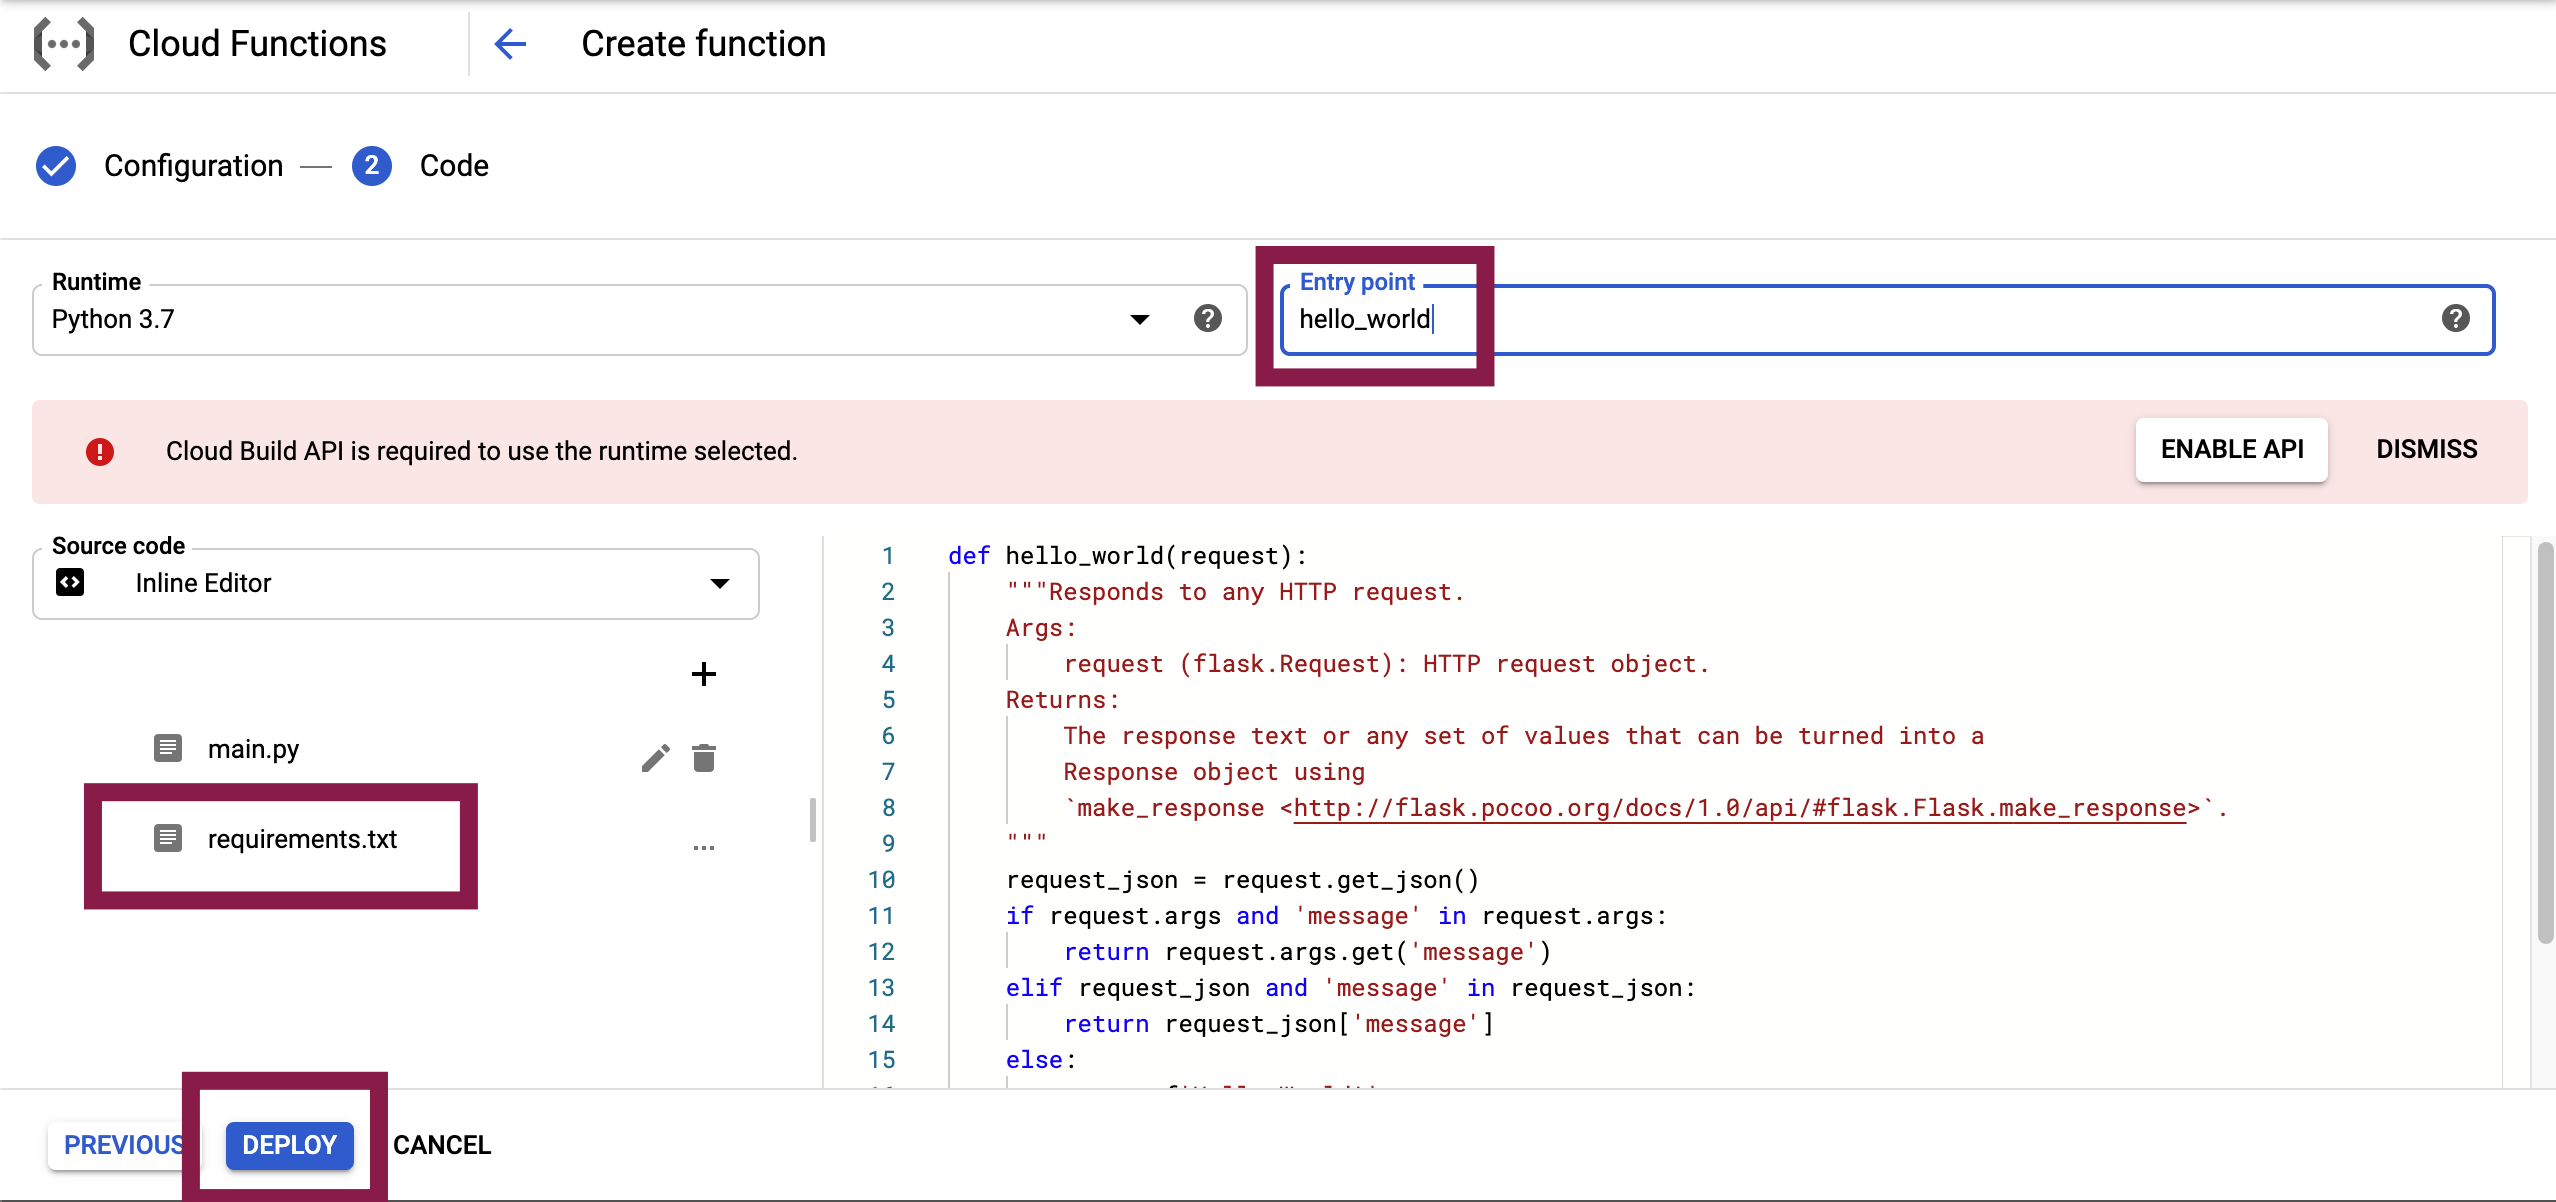 Cloud Functions
Create function
Configuration
2
Code
Runtime
Python 3.7
Entry point
hello_world
Cloud Build API is required to use the runtime selected.
ENABLE API
DISMISS
Source code
Inline Editor
main.py
requirements.txt
1 def hello_world(request):
2 """Responds to any HTTP request.
3 Args:
4 request (flask.Request): HTTP request object.
5 Returns:
6 The response text or any set of values that can be turned into a
7 Response object using
8 `make_response <http://flask.pocoo.org/docs/1.0/api/#flask.Flask.make_response>`.
9 """
10 request_json = request.get_json()
11 if request.args and 'message' in request.args:
12 return request.args.get('message')
13 elif request_json and 'message' in request_json:
14 return request_json['message']
15 else:
PREVIOUS
DEPLOY
CANCEL